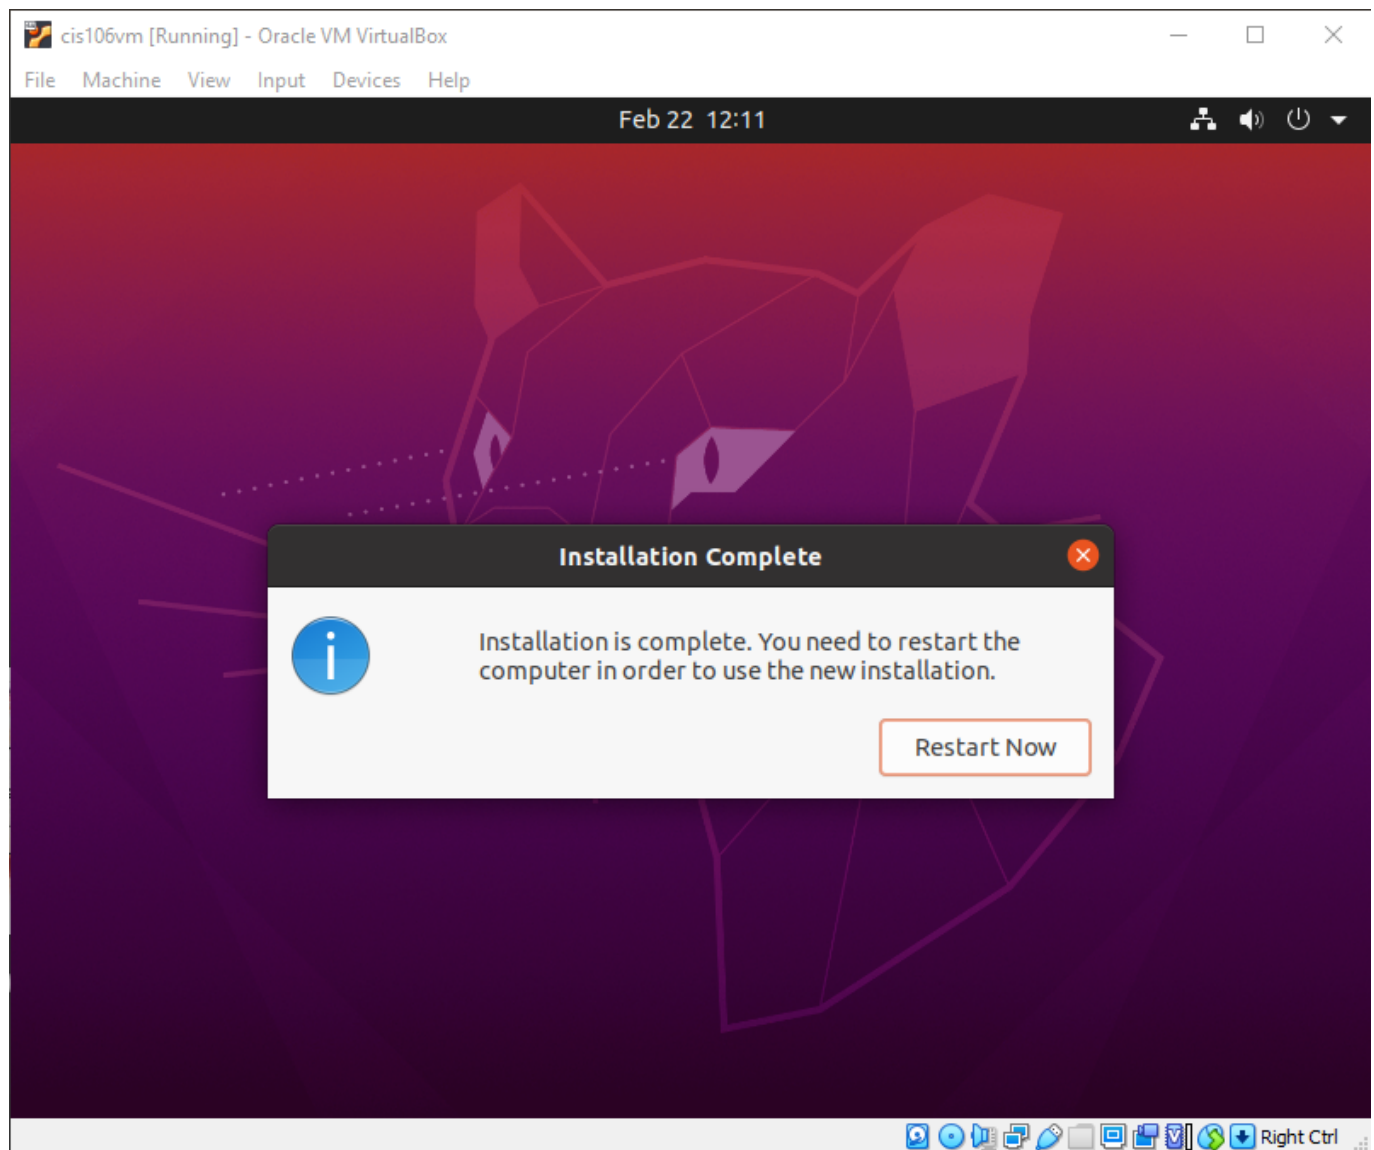 cis106vm [Running] - Oracle VM VirtualBox
File Machine View Input Devices Help
Feb 22 12:11
Installation Complete
Installation is complete. You need to restart the
computer in order to use the new installation.
Restart Now
Right Ctrl